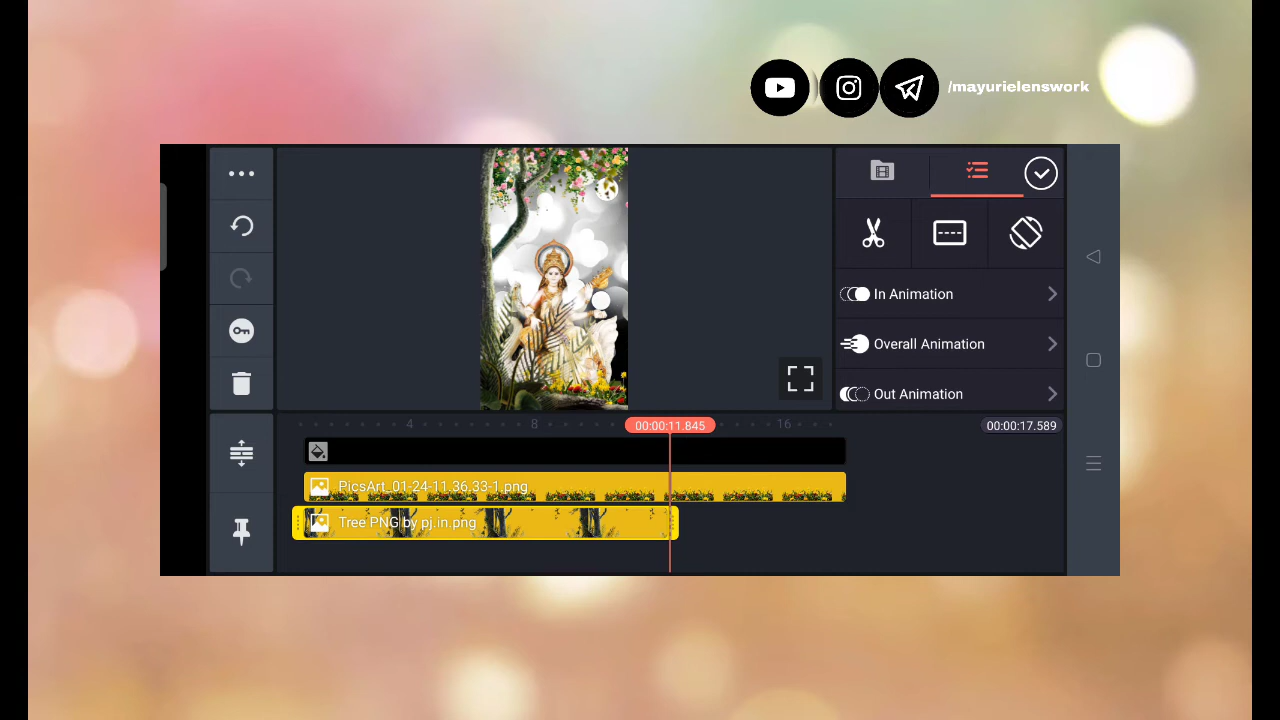 /mayurielenswork
In Animation
Overall Animation
Out Animation
4 8 00:00:11.845 16 00:00:17.589
PicsArt_01-24-11.36.33-1.png
Tree PNG by pj.in.png